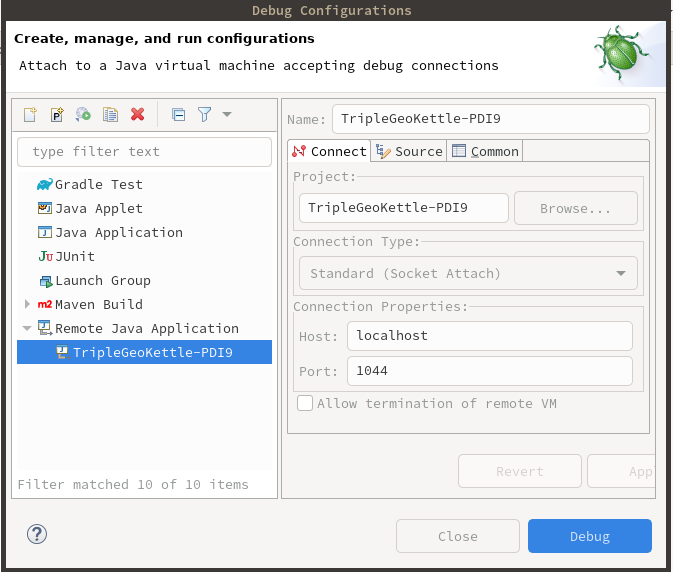 Debug Configurations
Create, manage, and run configurations
Attach to a Java virtual machine accepting debug connections
type filter text
Gradle Test
Java Applet
Java Application
JUnit
Launch Group
Maven Build
Remote Java Application
TripleGeoKettle-PDI9
Filter matched 10 of 10 items
Name: TripleGeoKettle-PDI9
Connect Source Common
Project:
TripleGeoKettle-PDI9 Browse...
Connection Type:
Standard (Socket Attach)
Connection Properties:
Host: localhost
Port: 1044
Allow termination of remote VM
Revert App
Close Debug